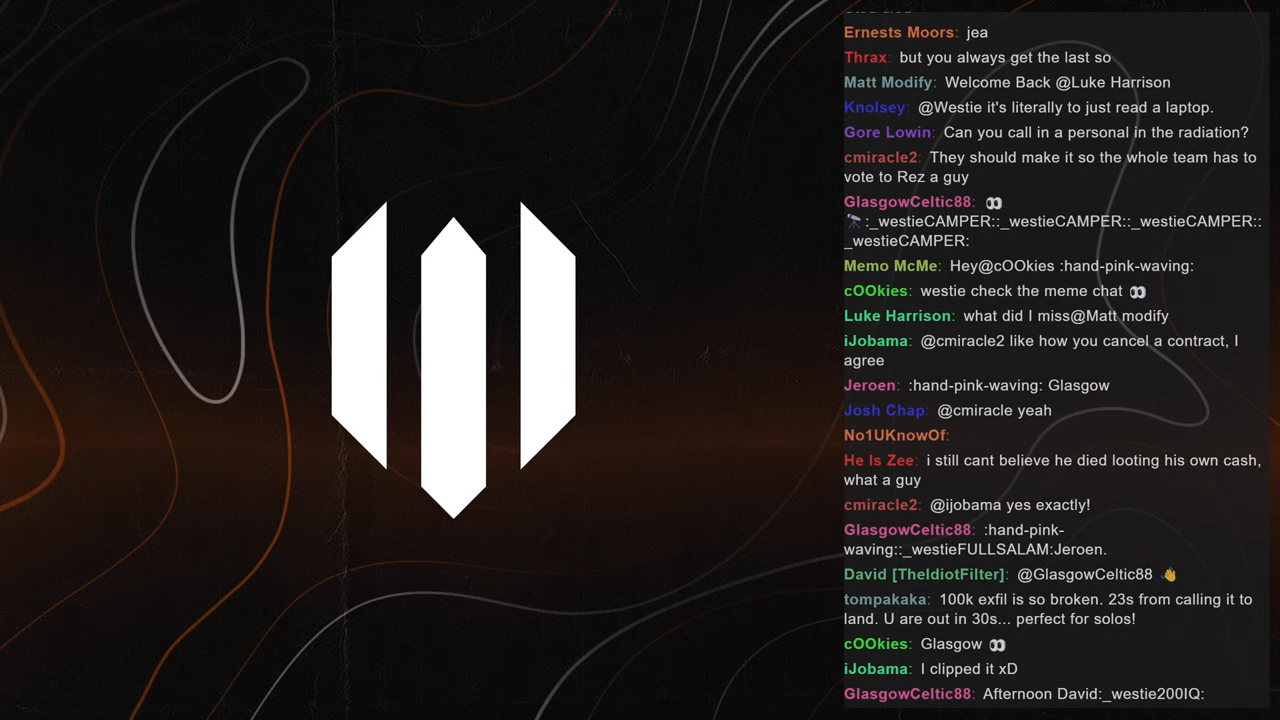 Ernests Moors: jea
Thrax: but you always get the last so
Matt Modify: Welcome Back @Luke Harrison
Knolsey: @Westie it's literally to just read a laptop.
Gore Lowin: Can you call in a personal in the radiation?
cmiracle2: They should make it so the whole team has to
vote to Rez a guy
GlasgowCeltic88: 👀
🔭:_westieCAMPER::_westieCAMPER::_westieCAMPER::
_westieCAMPER:
Memo McMe: Hey@cOOkies :hand-pink-waving:
cOOkies: westie check the meme chat 👀
Luke Harrison: what did I miss@Matt modify
iJobama: @cmiracle2 like how you cancel a contract, I
agree
Jeroen: :hand-pink-waving: Glasgow
Josh Chap: @cmiracle yeah
No1UKnowOf:
He Is Zee: i still cant believe he died looting his own cash,
what a guy
cmiracle2: @ijobama yes exactly!
GlasgowCeltic88: :hand-pink-
waving::_westieFULLSALAM:Jeroen.
David [TheIdiotFilter]: @GlasgowCeltic88 👋
tompakaka: 100k exfil is so broken. 23s from calling it to
land. U are out in 30s... perfect for solos!
cOOkies: Glasgow 👀
iJobama: I clipped it xD
GlasgowCeltic88: Afternoon David:_westie200IQ: